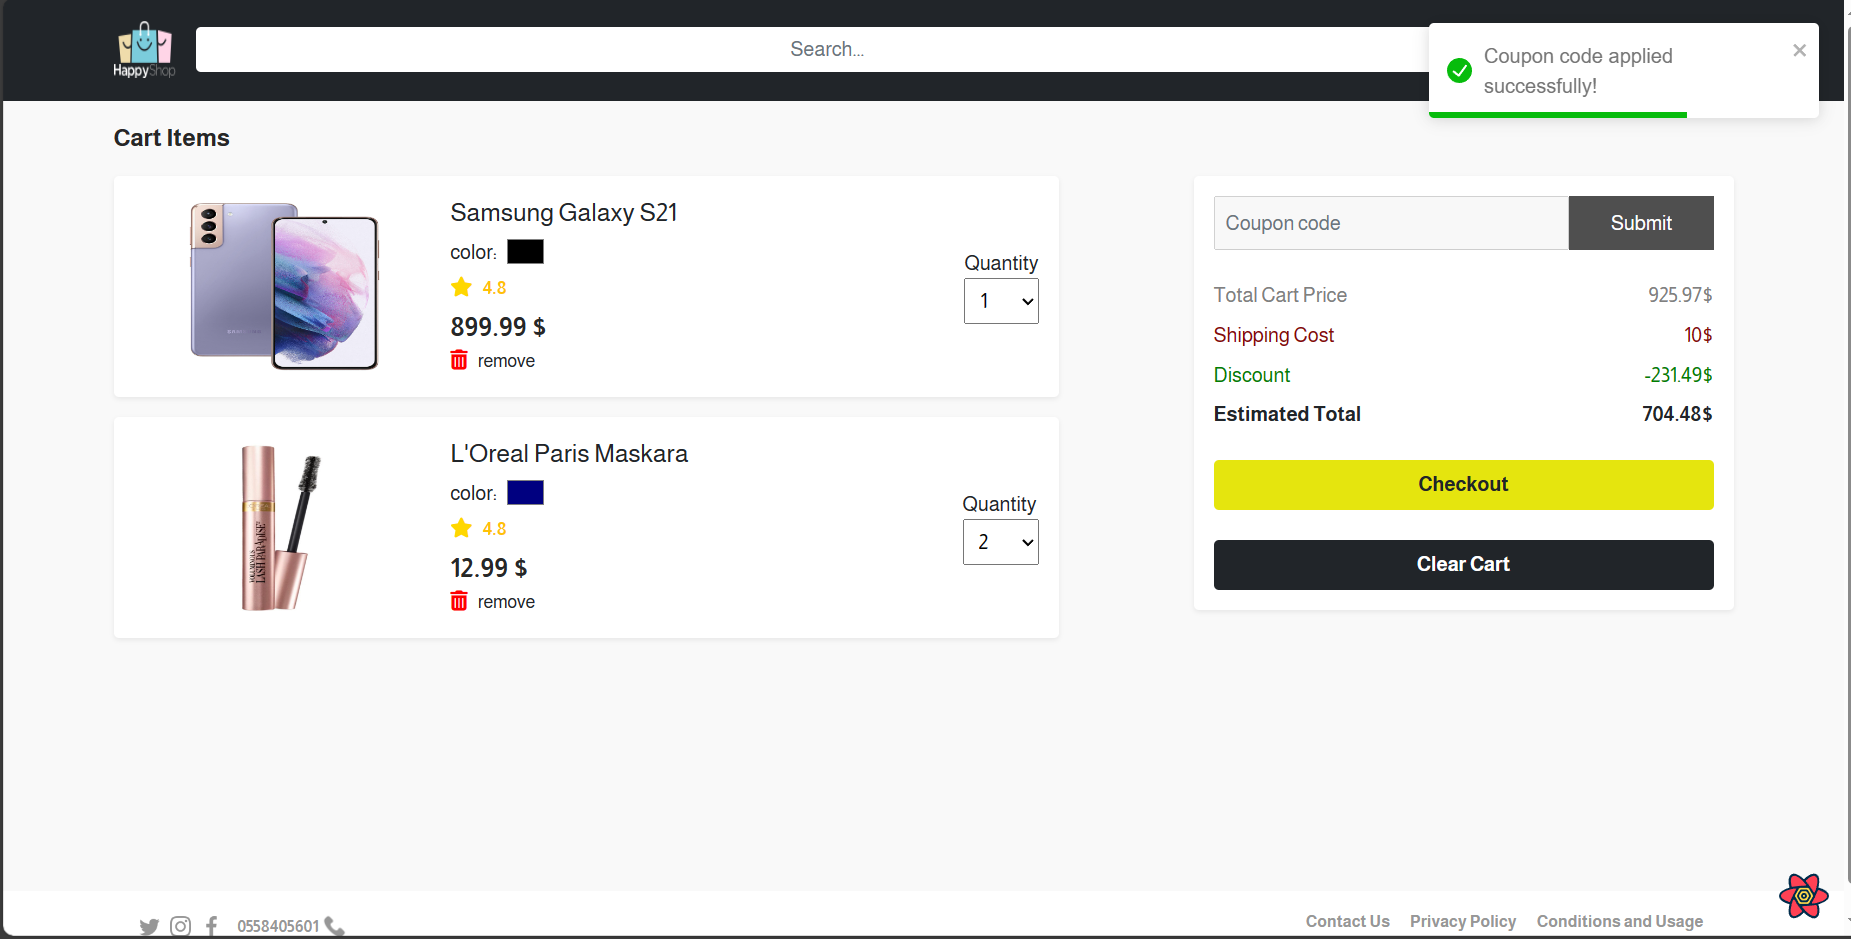 HappyShop
Search...
Coupon code applied
successfully!
Cart Items
Samsung Galaxy S21
color:
4.8
899.99 $
remove
Quantity
1
L'Oreal Paris Maskara
color:
4.8
12.99 $
remove
Quantity
2
LASH PARADISE
Coupon code
Submit
Total Cart Price 925.97$
Shipping Cost 10$
Discount -231.49$
Estimated Total 704.48$
Checkout
Clear Cart
0558405601
Contact Us Privacy Policy Conditions and Usage